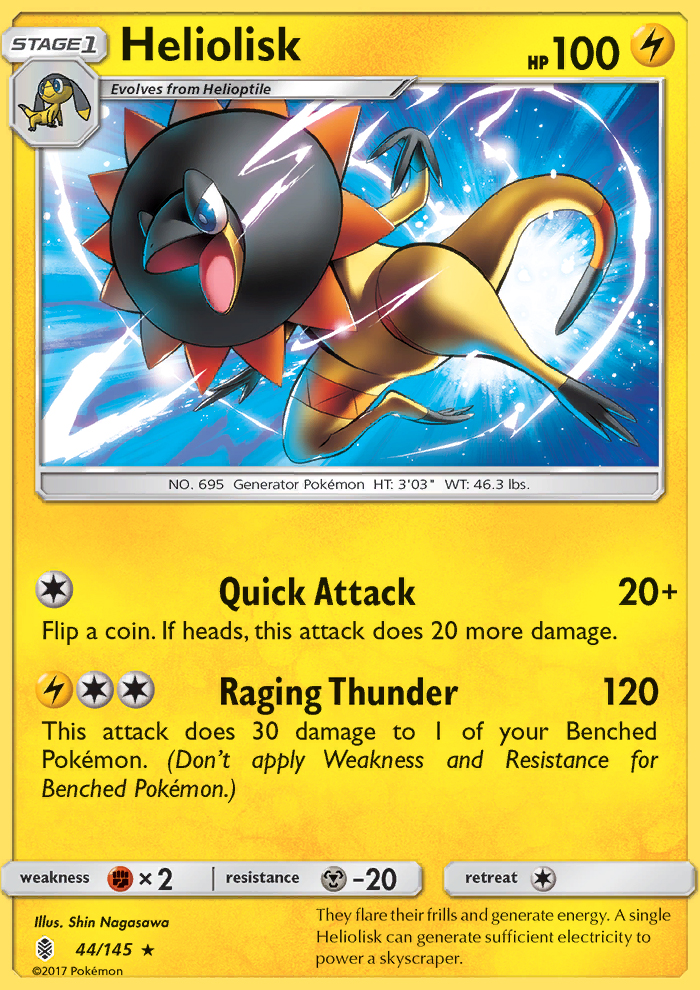 STAGE1
Heliolisk
HP100
Evolves from Helioptile
NO. 695 Generator Pokémon HT: 3'03" WT: 46.3 lbs.
Quick Attack 20+
Flip a coin. If heads, this attack does 20 more damage.
Raging Thunder 120
This attack does 30 damage to 1 of your Benched
Pokémon. (Don't apply Weakness and Resistance for
Benched Pokémon.)
weakness ×2 resistance -20 retreat
Illus. Shin Nagasawa
44/145 ★
©2017 Pokémon
They flare their frills and generate energy. A single
Heliolisk can generate sufficient electricity to
power a skyscraper.